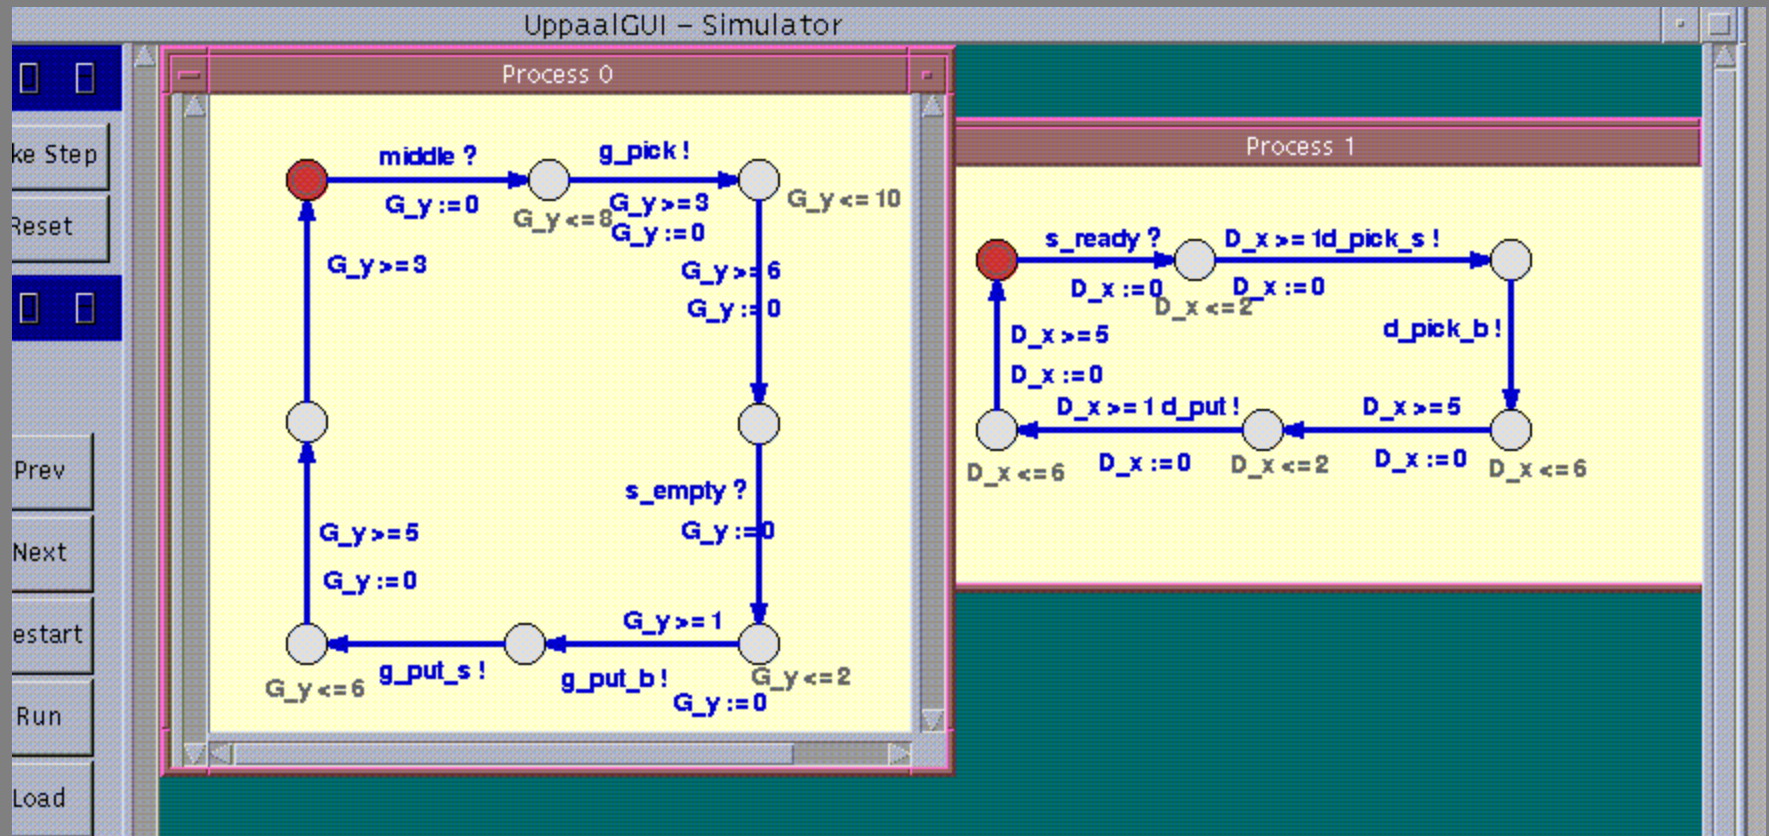 UppaalGUI – Simulator
Process 0
Process 1
ke Step
Reset
Prev
Next
estart
Run
Load
middle ?
G_y := 0
g_pick !
G_y <= 8
G_y >= 3
G_y := 0
G_y <= 10
G_y >= 3
G_y >= 6
G_y := 0
s_empty ?
G_y := 0
G_y >= 5
G_y := 0
G_y >= 1
g_put_s !
g_put_b !
G_y <= 2
G_y <= 6
G_y := 0
s_ready ?
D_x >= 1 d_pick_s !
D_x := 0
D_x := 0
D_x <= 2
D_x >= 5
d_pick_b !
D_x := 0
D_x >= 1 d_put !
D_x >= 5
D_x <= 6
D_x := 0
D_x <= 2
D_x := 0
D_x <= 6